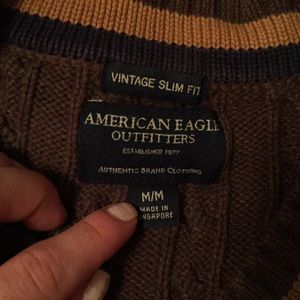 VINTAGE SLIM FIT
AMERICAN EAGLE
OUTFITTERS
ESTABLISHED 1977
AUTHENTIC BRAND CLOTHING
M/M
MADE IN
SINGAPORE